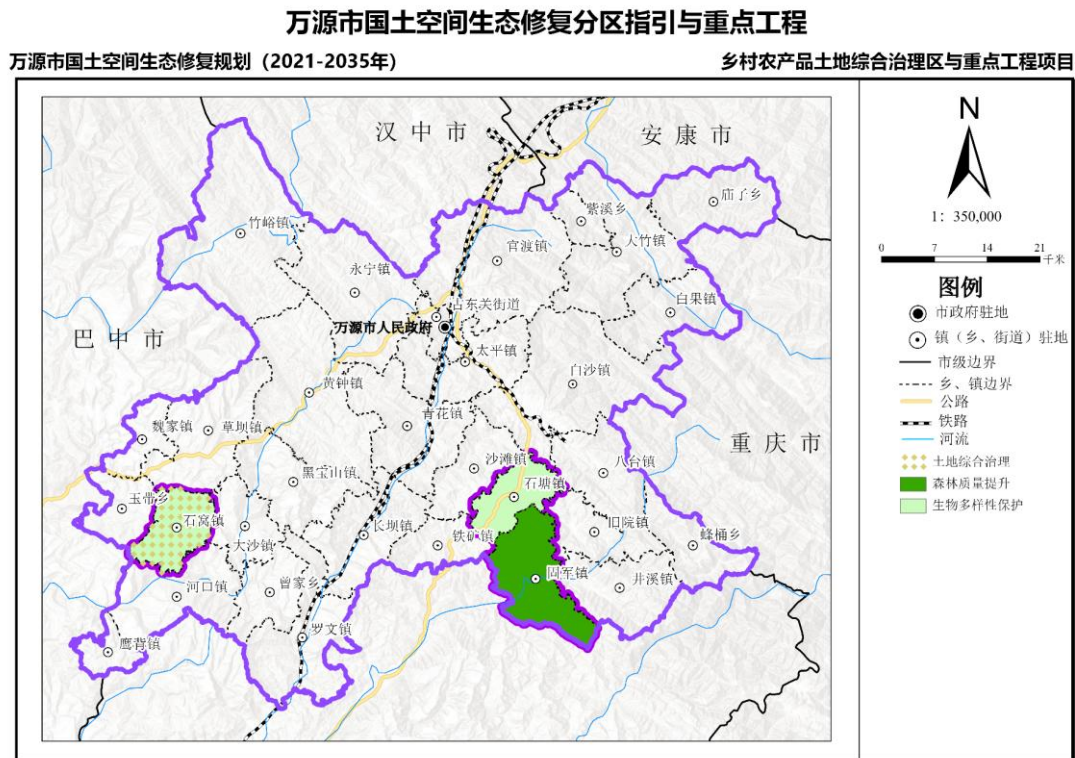 万源市国土空间生态修复分区指引与重点工程
万源市国土空间生态修复规划（2021-2035年）
乡村农产品土地综合治理区与重点工程项目
汉中市
安康市
巴中市
重庆市
庙子乡
紫溪乡
竹峪镇
大竹镇
官渡镇
永宁镇
白果镇
古东关街道
万源市人民政府
太平镇
黄钟镇
白沙镇
青花镇
魏家镇
草坝镇
沙滩镇
八台镇
黑宝山镇
石塘镇
玉带乡
石窝镇
旧院镇
长坝镇
大沙镇
铁矿镇
蜂桶乡
固军镇
井溪镇
河口镇
曾家乡
罗文镇
鹰背镇
N
1：350,000
0 7 14 21
千米
图例
市政府驻地
镇（乡、街道）驻地
市级边界
乡、镇边界
公路
铁路
河流
土地综合治理
森林质量提升
生物多样性保护